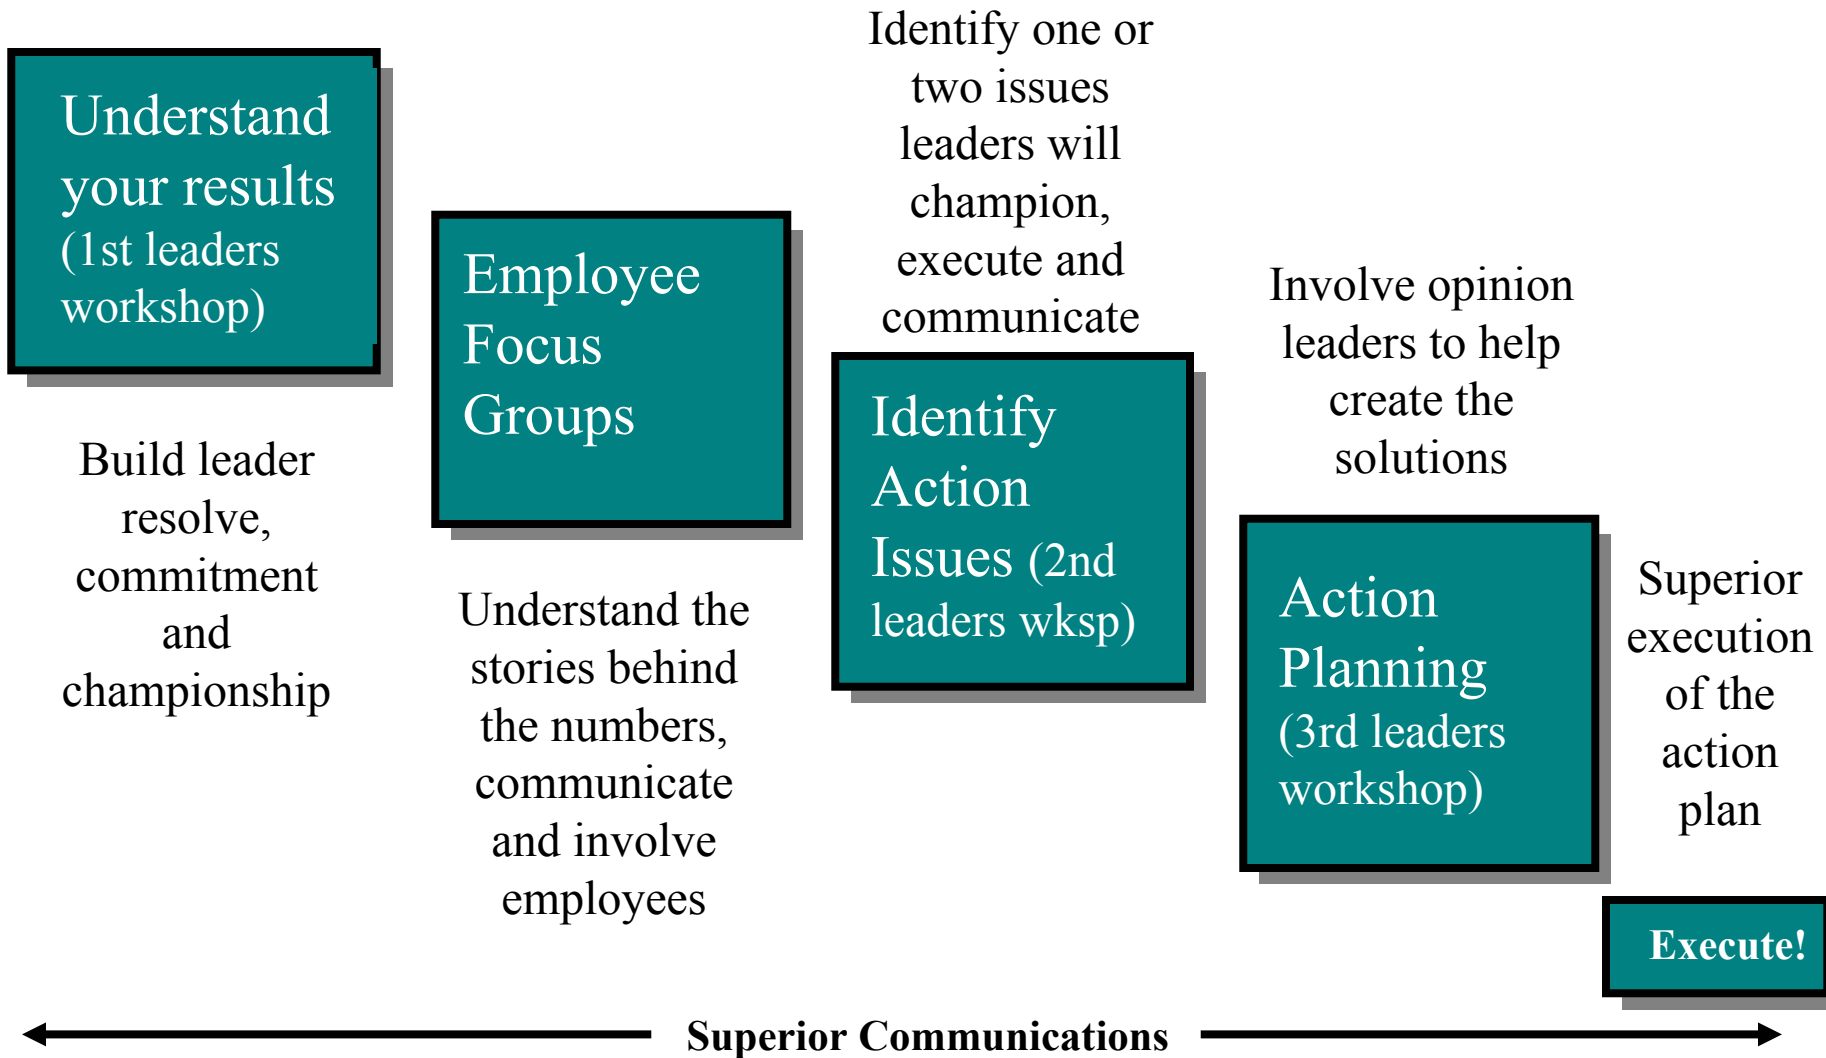 Understand
your results
(1st leaders
workshop)
Build leader
resolve,
commitment
and
championship
Employee
Focus
Groups
Understand the
stories behind
the numbers,
communicate
and involve
employees
Identify one or
two issues
leaders will
champion,
execute and
communicate
Identify
Action
Issues (2nd
leaders wksp)
Involve opinion
leaders to help
create the
solutions
Action
Planning
(3rd leaders
workshop)
Superior
execution
of the
action
plan
Execute!
Superior Communications